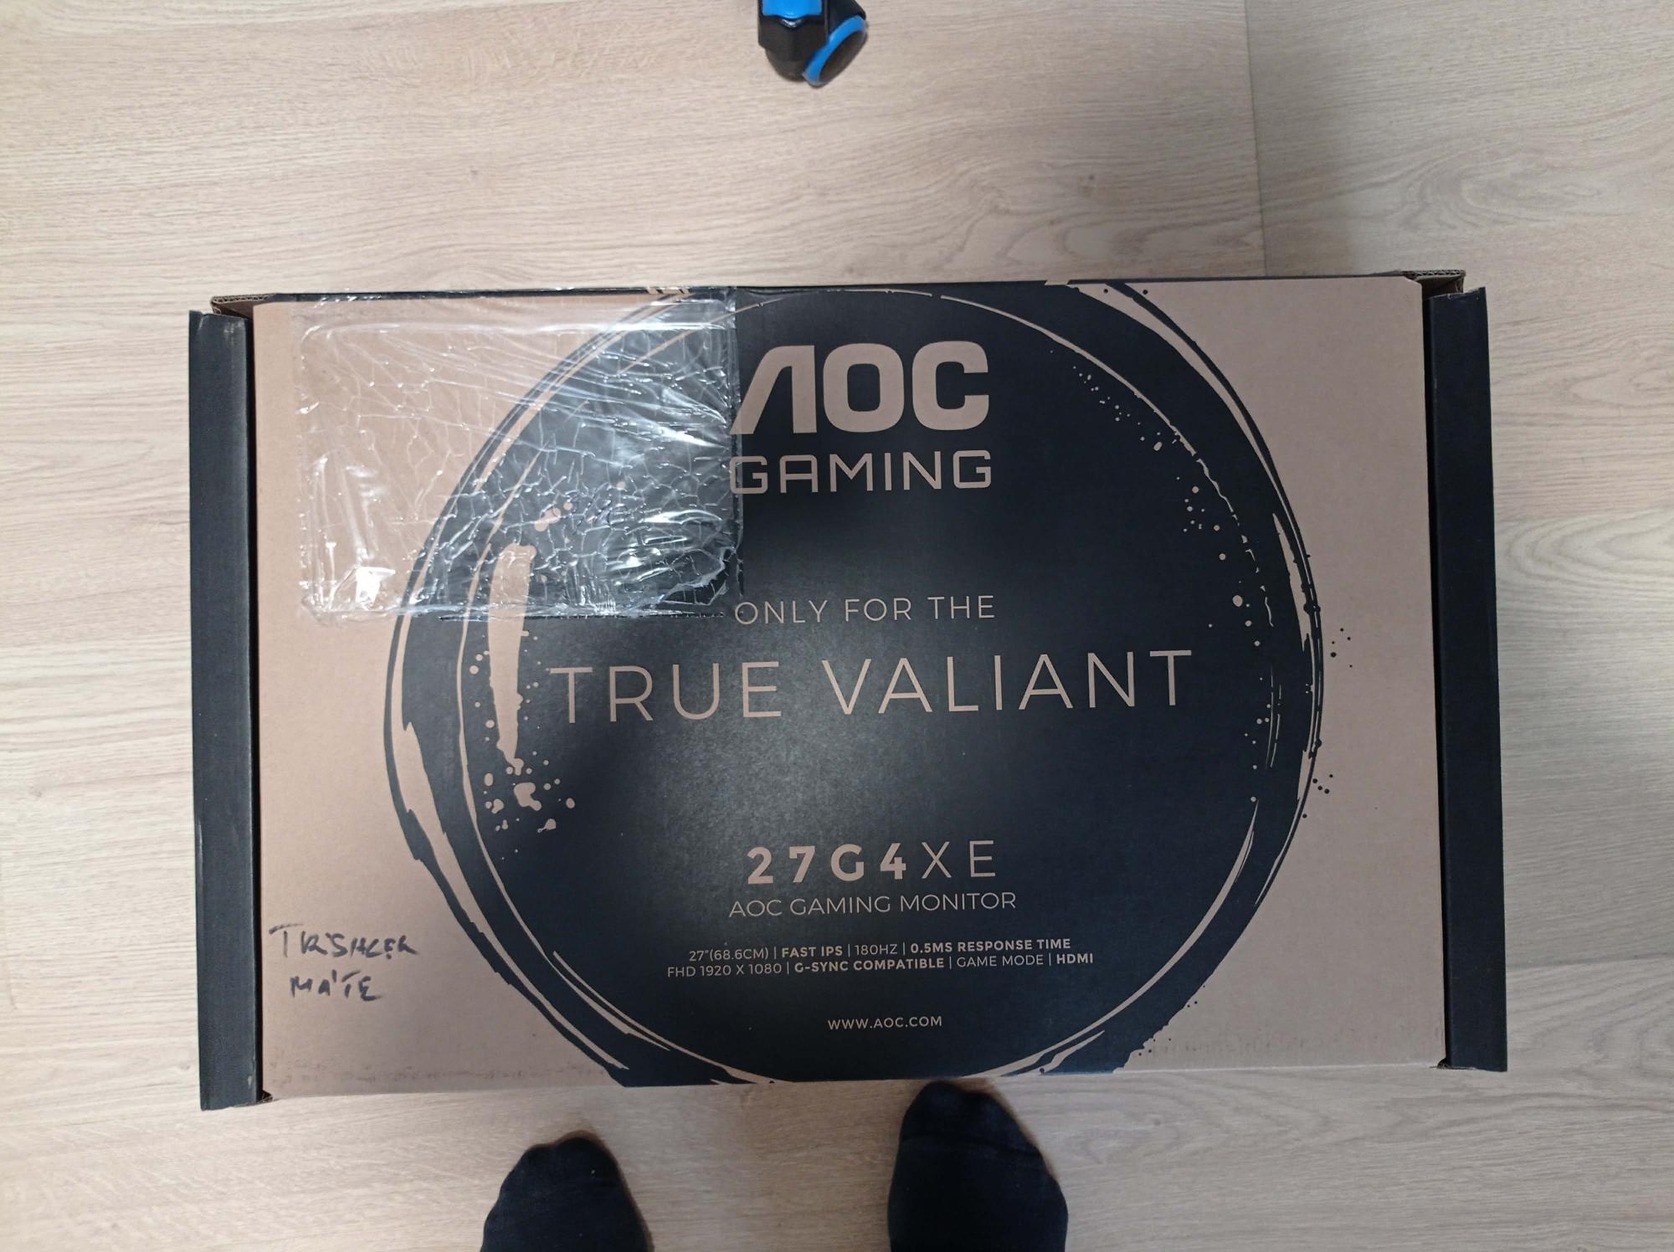 AOC
GAMING
ONLY FOR THE
TRUE VALIANT
27G4XE
AOC GAMING MONITOR
27"(68.6CM) | FAST IPS | 180HZ | 0.5MS RESPONSE TIME
FHD 1920 X 1080 | G-SYNC COMPATIBLE | GAME MODE | HDMI
WWW.AOC.COM
MÁTÉ